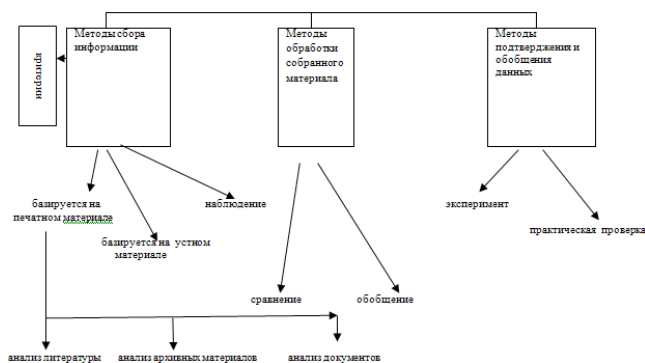 критерии
Методы сбора
информации
Методы
обработки
собранного
материала
Методы
подтверджения и
обобщения
данных
базируется на
печатном материале
базируется на устном
материале
наблюдение
сравнение
обобщение
эксперимент
практическая проверка
анализ литературы
анализ архивных материалов
анализ документов